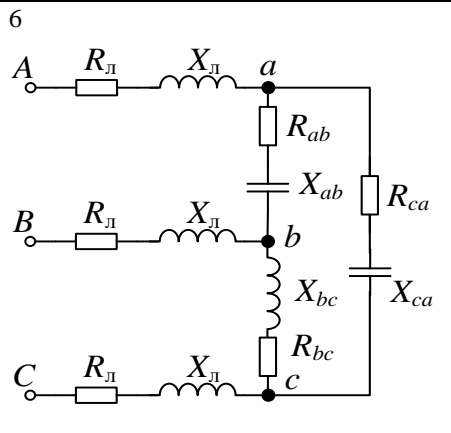 6
A Rл Xл a
Rab
Xab Rca
B Rл Xл b
Xbc Xca
Rbc
C Rл Xл c